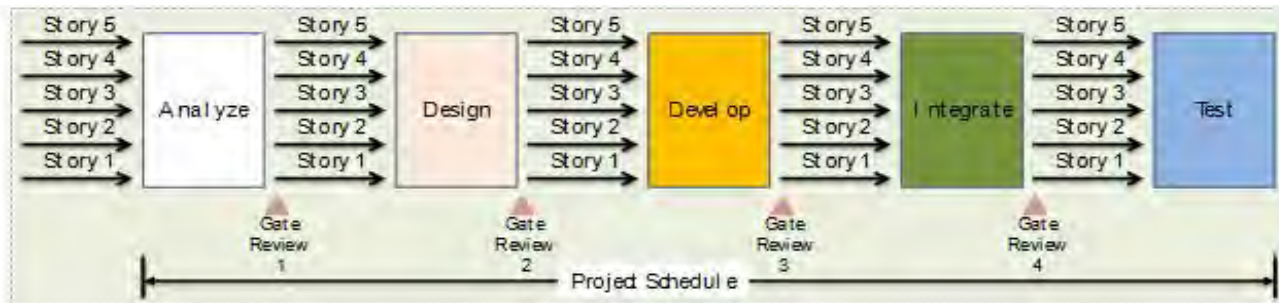 Story 5 Story 5 Story 5 Story 5 Story 5
Story 4 Story 4 Story 4 Story 4 Story 4
Story 3 Story 3 Story 3 Story 3 Story 3
Story 2 Story 2 Story 2 Story 2 Story 2
Story 1 Story 1 Story 1 Story 1 Story 1
Analyze
Design
Develop
Integrate
Test
Gate
Review
1
Gate
Review
2
Gate
Review
3
Gate
Review
4
Project Schedule